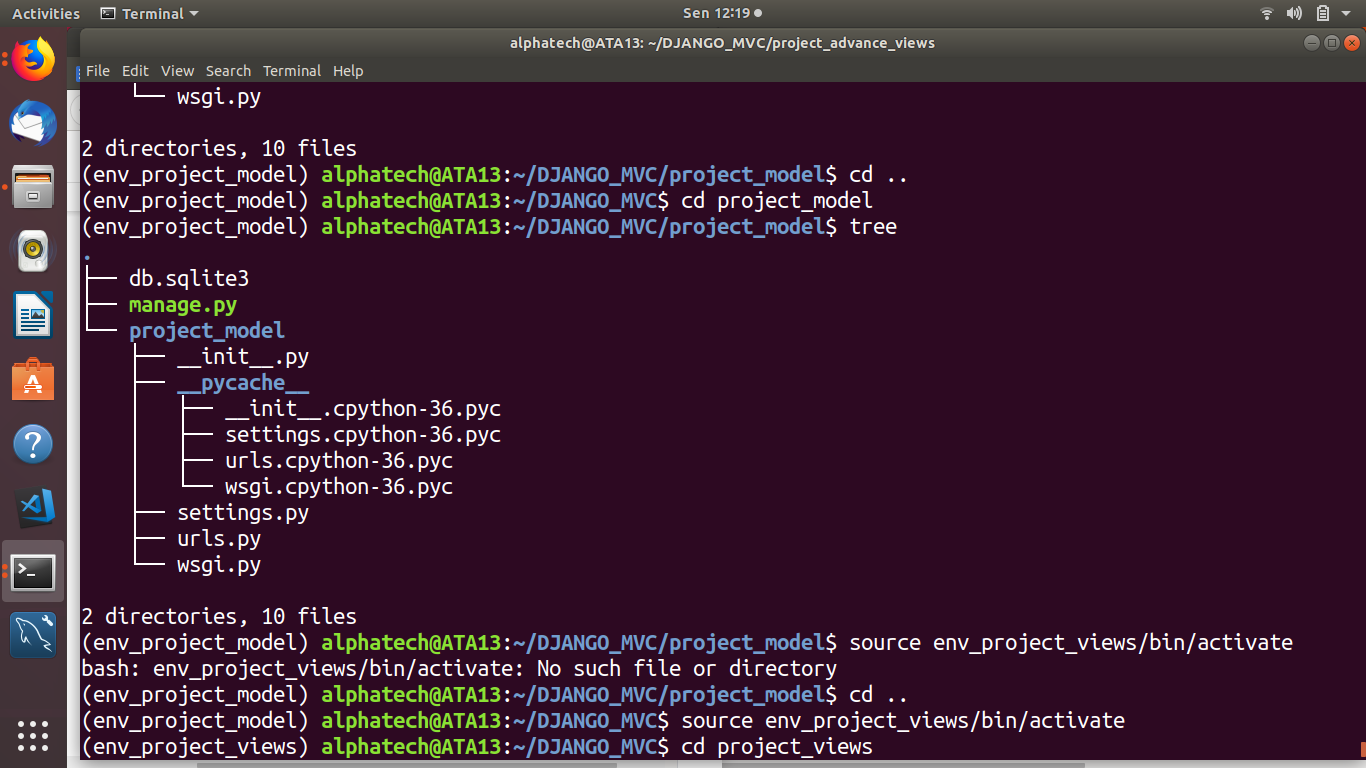 Activities Terminal Sen 12:19
alphatech@ATA13: ~/DJANGO_MVC/project_advance_views
File Edit View Search Terminal Help
└── wsgi.py
2 directories, 10 files
(env_project_model) alphatech@ATA13:~/DJANGO_MVC/project_model$ cd ..
(env_project_model) alphatech@ATA13:~/DJANGO_MVC$ cd project_model
(env_project_model) alphatech@ATA13:~/DJANGO_MVC/project_model$ tree
.
├── db.sqlite3
├── manage.py
└── project_model
├── __init__.py
├── __pycache__
│   ├── __init__.cpython-36.pyc
│   ├── settings.cpython-36.pyc
│   ├── urls.cpython-36.pyc
│   └── wsgi.cpython-36.pyc
├── settings.py
├── urls.py
└── wsgi.py
2 directories, 10 files
(env_project_model) alphatech@ATA13:~/DJANGO_MVC/project_model$ source env_project_views/bin/activate
bash: env_project_views/bin/activate: No such file or directory
(env_project_model) alphatech@ATA13:~/DJANGO_MVC/project_model$ cd ..
(env_project_model) alphatech@ATA13:~/DJANGO_MVC$ source env_project_views/bin/activate
(env_project_views) alphatech@ATA13:~/DJANGO_MVC$ cd project_views